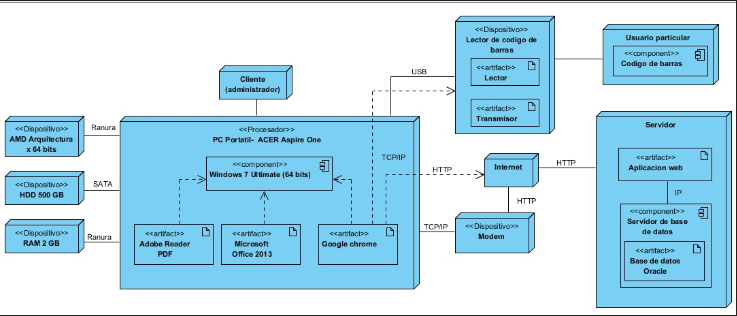 <<Dispositivo>>
Lector de codigo de
barras
<<artifact>>
Lector
<<artifact>>
Transmisor
Usuario particular
<<component>>
Codigo de barras
USB
Cliente
(administrador)
<<Dispositivo>>
AMD Arquitectura
x 64 bits
Ranura
<<Dispositivo>>
HDD 500 GB
SATA
<<Dispositivo>>
RAM 2 GB
Ranura
<<Procesador>>
PC Portatil- ACER Aspire One
<<component>>
Windows 7 Ultimate (64 bits)
<<artifact>>
Adobe Reader
PDF
<<artifact>>
Microsoft
Office 2013
<<artifact>>
Google chrome
TCP/IP
HTTP
TCP/IP
Internet
HTTP
HTTP
<<Dispositivo>>
Modem
Servidor
<<artifact>>
Aplicacion web
IP
<<component>>
Servidor de base
de datos
<<artifact>>
Base de datos
Oracle